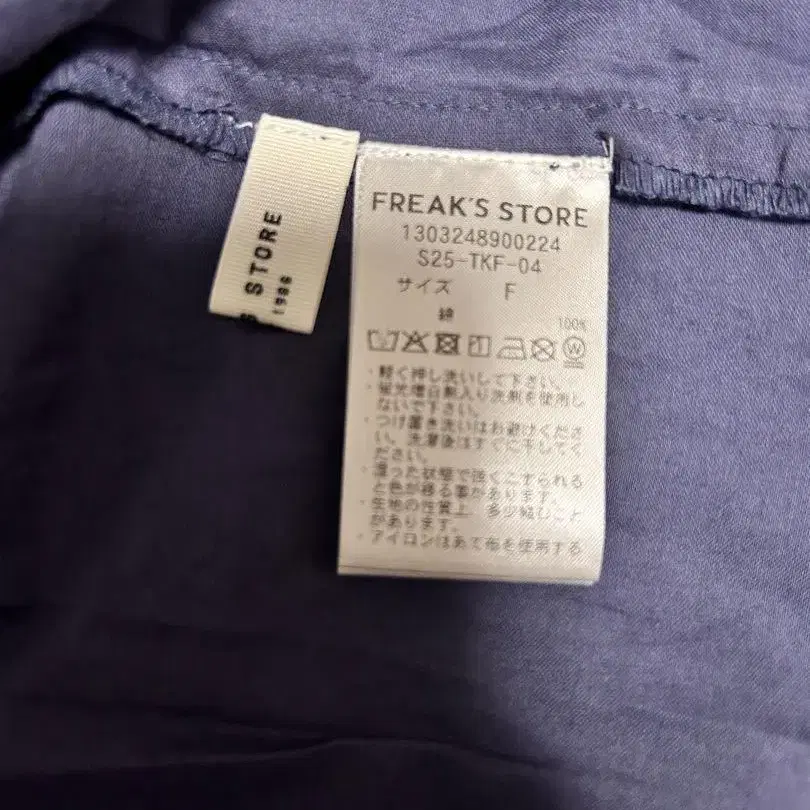 S STORE
1986
FREAK'S STORE
1303248900224
S25-TKF-04
サイズ F
綿
100%
・軽く押し洗いして下さい。
・蛍光増白剤入り洗剤を使用し
ないで下さい。
・つけ置き洗いはお避けくださ
い。洗濯後はすぐに干してく
ださい。
・湿った状態で強くこすられる
と色が移る事があります。
・生地の性質上、多少縮むこと
があります。
・アイロンはあて布を使用する